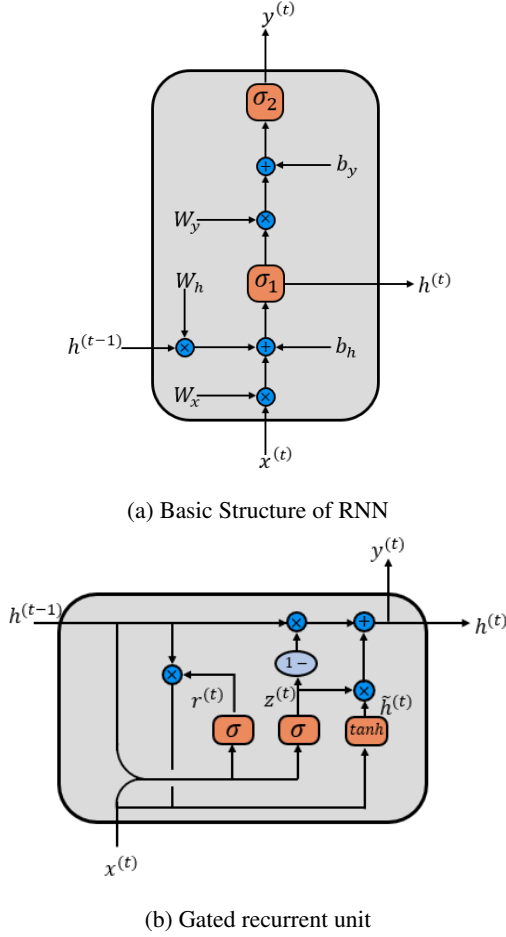 y^(t)
σ₂
+ b_y
W_y ×
W_h σ₁ h^(t)
h^(t−1) × + b_h
W_x ×
x^(t)
(a) Basic Structure of RNN
y^(t)
h^(t−1) × + h^(t)
1 −
× r^(t) z^(t) × h̃^(t)
σ σ tanh
x^(t)
(b) Gated recurrent unit